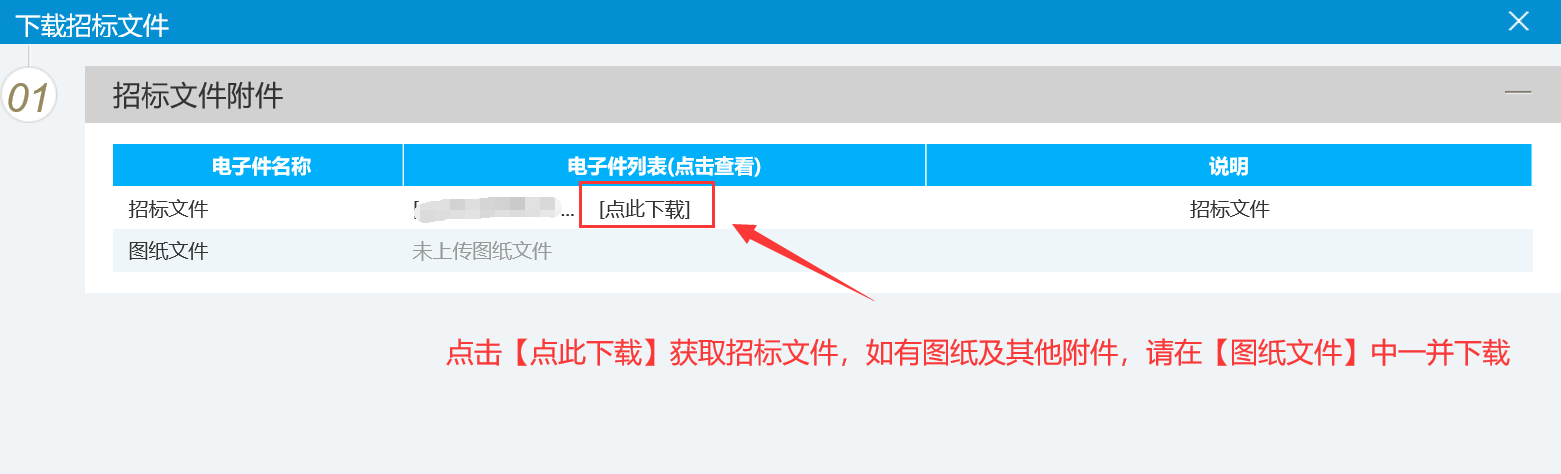 下载招标文件
01
招标文件附件
电子件名称 电子件列表(点击查看) 说明
招标文件 [ ... [点此下载] 招标文件
图纸文件 未上传图纸文件
点击【点此下载】获取招标文件，如有图纸及其他附件，请在【图纸文件】中一并下载